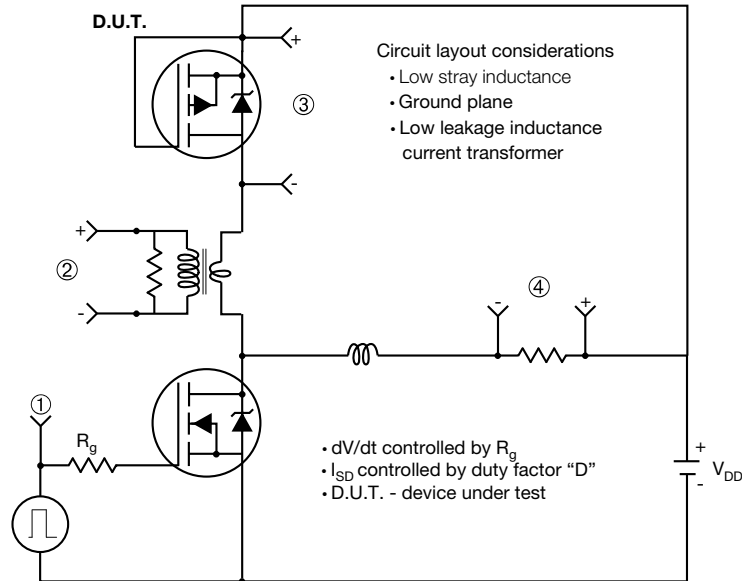 D.U.T.
+
Circuit layout considerations
• Low stray inductance
③
• Ground plane
• Low leakage inductance
current transformer
-
+
②
④
-
+
-
①
R_g
• dV/dt controlled by R_g
+
• I_SD controlled by duty factor “D”
V_DD
• D.U.T. - device under test
-